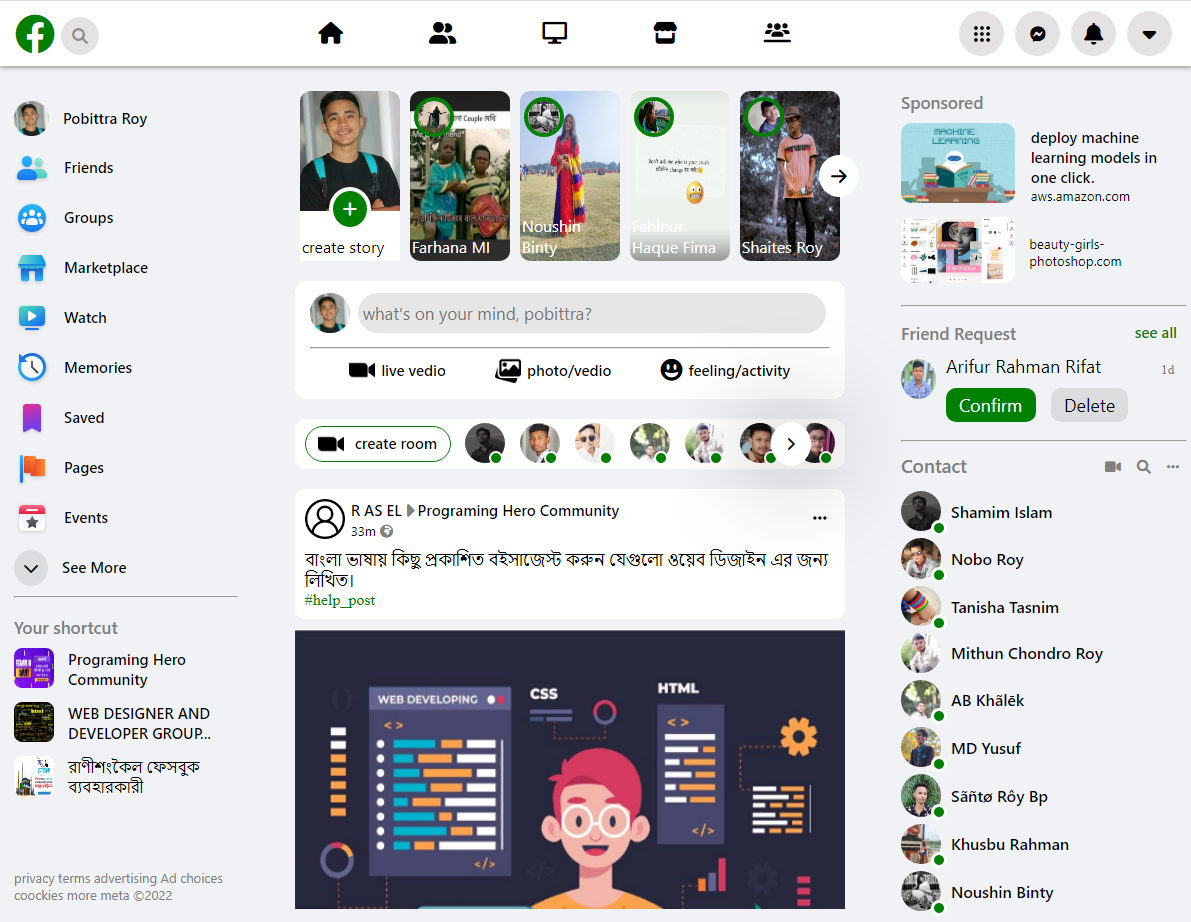 Pobittra Roy
Friends
Groups
Marketplace
Watch
Memories
Saved
Pages
Events
See More
Your shortcut
Programing Hero
Community
WEB DESIGNER AND
DEVELOPER GROUP...
রাণীশংকৈল ফেসবুক
ব্যবহারকারী
privacy terms advertising Ad choices
coockies more meta ©2022
create story
Farhana MI
Noushin
Binty
Fahinur
Haque Fima
Shaites Roy
what's on your mind, pobittra?
live vedio
photo/vedio
feeling/activity
create room
R AS EL Programing Hero Community
33m
বাংলা ভাষায় কিছু প্রকাশিত বইসাজেস্ট করুন যেগুলো ওয়েব ডিজাইন এর জন্য
লিখিত।
#help_post
WEB DEVELOPING
CSS
HTML
Sponsored
MACHINE
LEARNING
deploy machine
learning models in
one click.
aws.amazon.com
beauty-girls-
photoshop.com
Friend Request
see all
Arifur Rahman Rifat
1d
Confirm
Delete
Contact
Shamim Islam
Nobo Roy
Tanisha Tasnim
Mithun Chondro Roy
AB Khãlēk
MD Yusuf
Sãñtø Rôy Bp
Khusbu Rahman
Noushin Binty